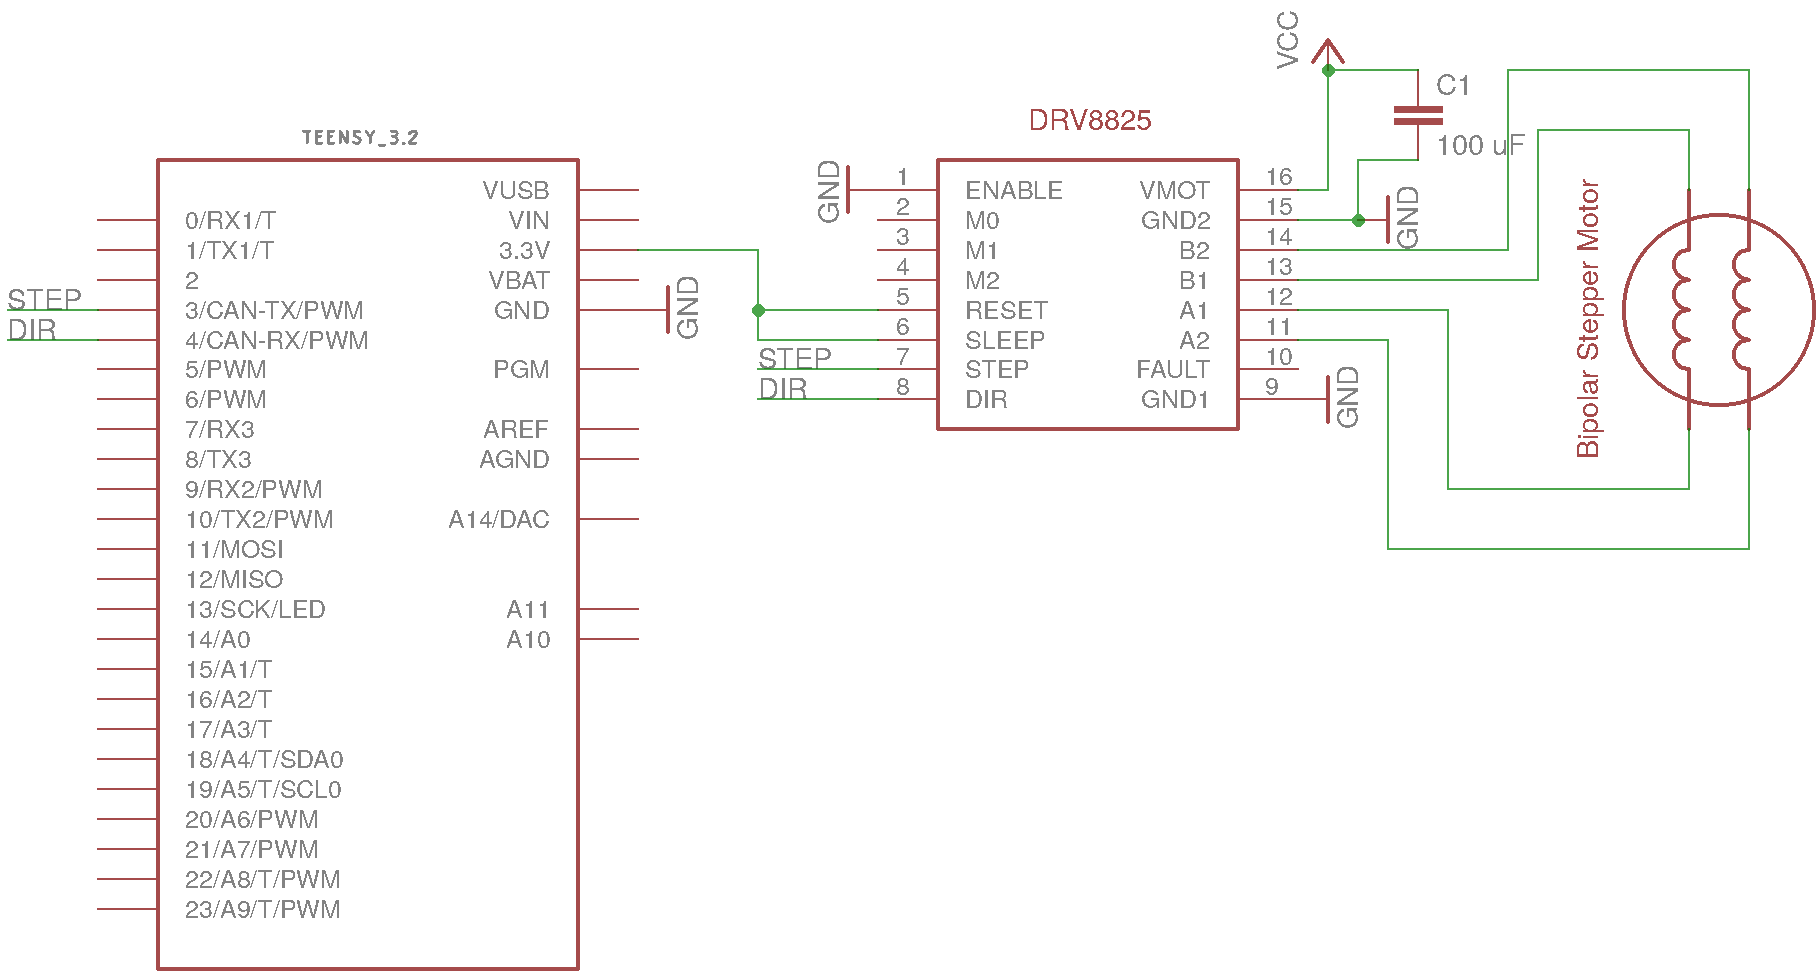 TEENSY_3.2
VUSB
VIN
3.3V
VBAT
GND
GND
PGM
AREF
AGND
A14/DAC
A11
A10
0/RX1/T
1/TX1/T
2
3/CAN-TX/PWM
4/CAN-RX/PWM
5/PWM
6/PWM
7/RX3
8/TX3
9/RX2/PWM
10/TX2/PWM
11/MOSI
12/MISO
13/SCK/LED
14/A0
15/A1/T
16/A2/T
17/A3/T
18/A4/T/SDA0
19/A5/T/SCL0
20/A6/PWM
21/A7/PWM
22/A8/T/PWM
23/A9/T/PWM
STEP
DIR
DRV8825
GND
1 ENABLE
2 M0
3 M1
4 M2
5 RESET
6 SLEEP
7 STEP
8 DIR
STEP
DIR
VMOT 16
GND2 15
B2 14
B1 13
A1 12
A2 11
FAULT 10
GND1 9
GND
GND
VCC
C1
100 uF
Bipolar Stepper Motor